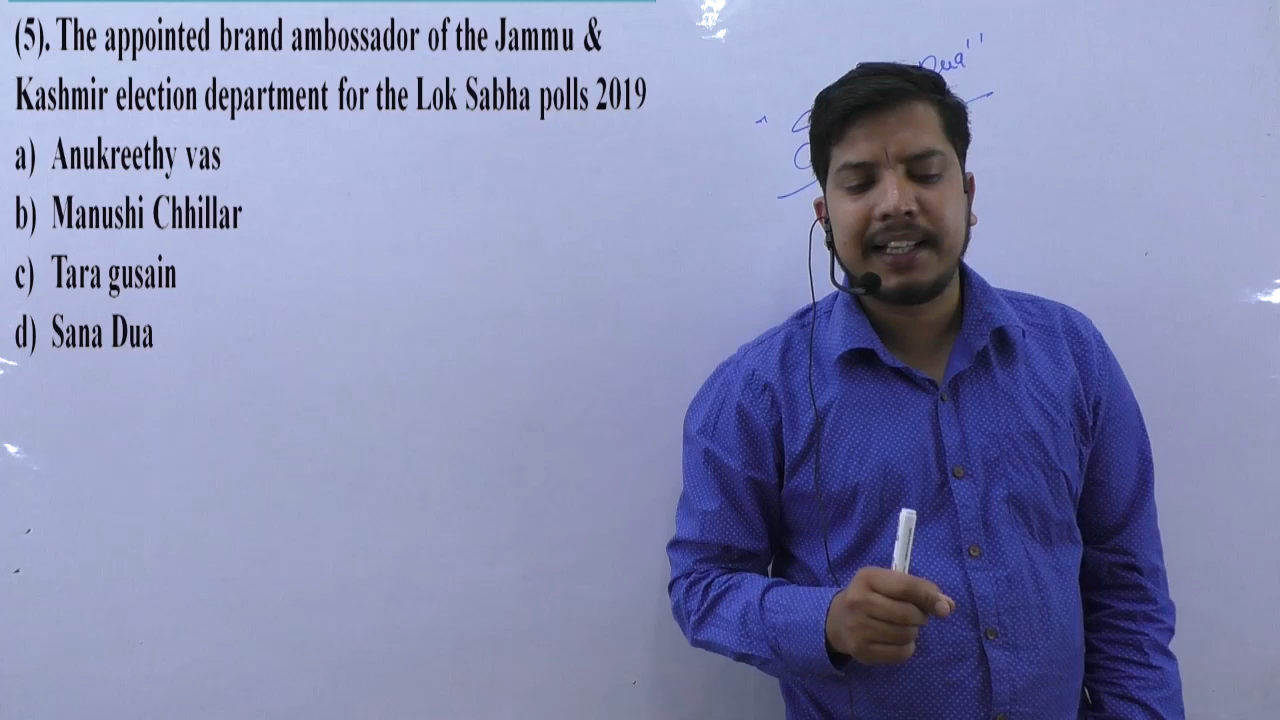 (5). The appointed brand ambossador of the Jammu &
Kashmir election department for the Lok Sabha polls 2019
a) Anukreethy vas
b) Manushi Chhillar
c) Tara gusain
d) Sana Dua
Dua"